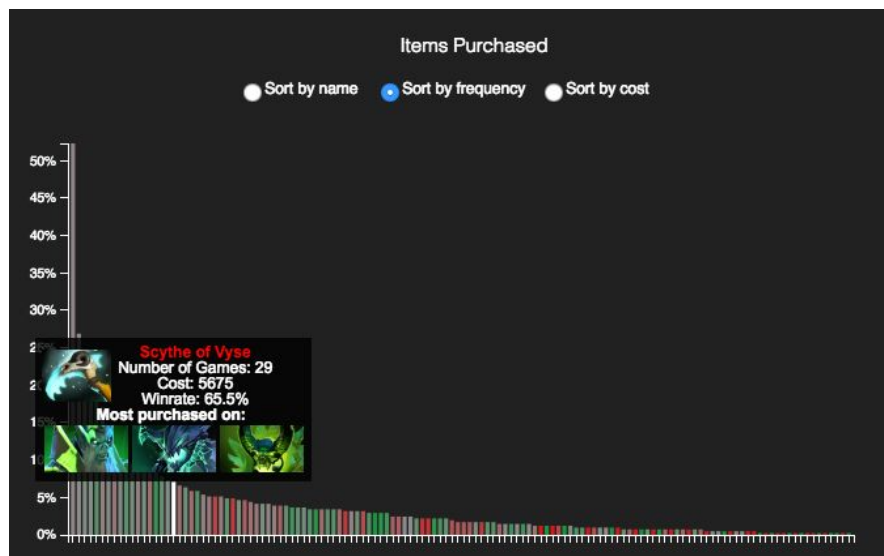 Items Purchased
Sort by name Sort by frequency Sort by cost
50%
45%
40%
35%
30%
25%
Scythe of Vyse
Number of Games: 29
Cost: 5675
Winrate: 65.5%
Most purchased on:
5%
0%